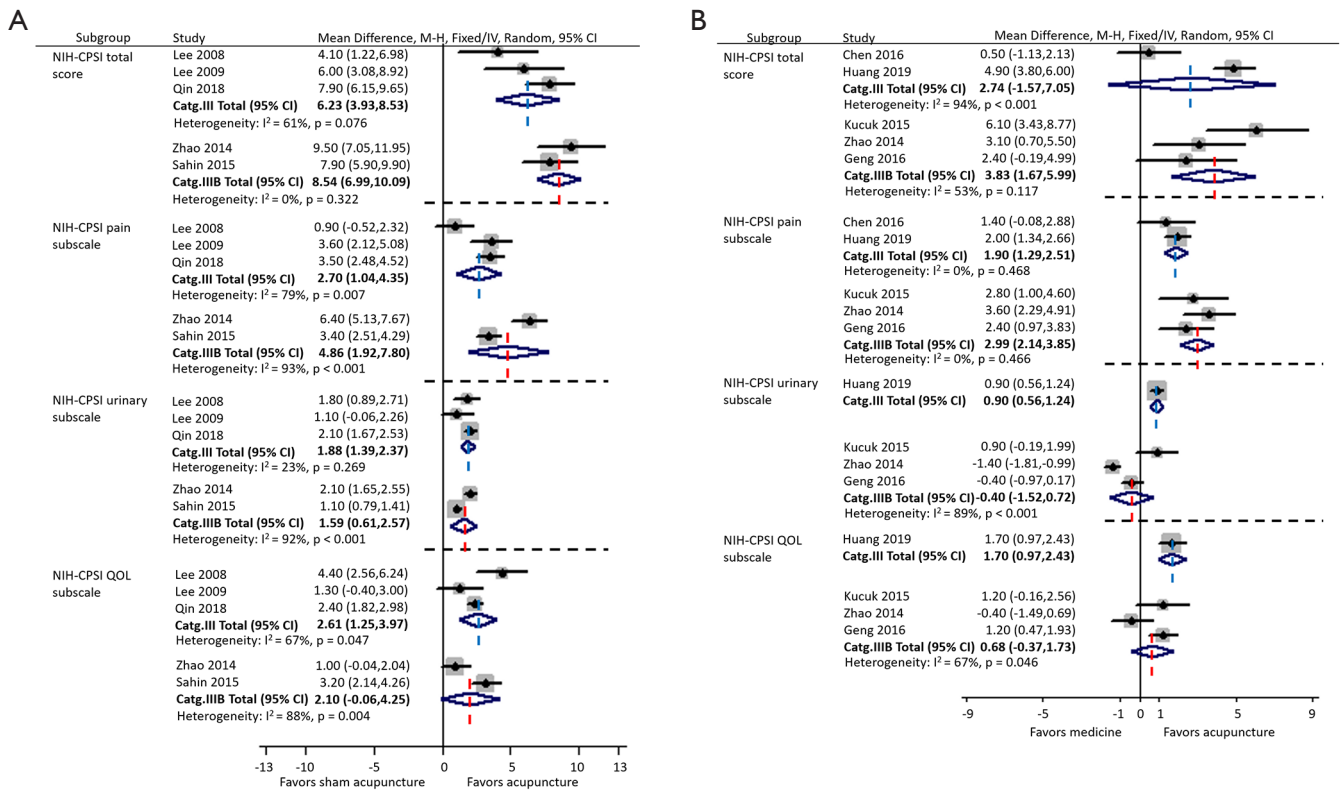 A
Subgroup Study Mean Difference, M-H, Fixed/IV, Random, 95% CI
NIH-CPSI total score
Lee 2008 4.10 (1.22,6.98)
Lee 2009 6.00 (3.08,8.92)
Qin 2018 7.90 (6.15,9.65)
Catg.III Total (95% CI) 6.23 (3.93,8.53)
Heterogeneity: I2 = 61%, p = 0.076
Zhao 2014 9.50 (7.05,11.95)
Sahin 2015 7.90 (5.90,9.90)
Catg.IIIB Total (95% CI) 8.54 (6.99,10.09)
Heterogeneity: I2 = 0%, p = 0.322
NIH-CPSI pain subscale
Lee 2008 0.90 (-0.52,2.32)
Lee 2009 3.60 (2.12,5.08)
Qin 2018 3.50 (2.48,4.52)
Catg.III Total (95% CI) 2.70 (1.04,4.35)
Heterogeneity: I2 = 79%, p = 0.007
Zhao 2014 6.40 (5.13,7.67)
Sahin 2015 3.40 (2.51,4.29)
Catg.IIIB Total (95% CI) 4.86 (1.92,7.80)
Heterogeneity: I2 = 93%, p < 0.001
NIH-CPSI urinary subscale
Lee 2008 1.80 (0.89,2.71)
Lee 2009 1.10 (-0.06,2.26)
Qin 2018 2.10 (1.67,2.53)
Catg.III Total (95% CI) 1.88 (1.39,2.37)
Heterogeneity: I2 = 23%, p = 0.269
Zhao 2014 2.10 (1.65,2.55)
Sahin 2015 1.10 (0.79,1.41)
Catg.IIIB Total (95% CI) 1.59 (0.61,2.57)
Heterogeneity: I2 = 92%, p < 0.001
NIH-CPSI QOL subscale
Lee 2008 4.40 (2.56,6.24)
Lee 2009 1.30 (-0.40,3.00)
Qin 2018 2.40 (1.82,2.98)
Catg.III Total (95% CI) 2.61 (1.25,3.97)
Heterogeneity: I2 = 67%, p = 0.047
Zhao 2014 1.00 (-0.04,2.04)
Sahin 2015 3.20 (2.14,4.26)
Catg.IIIB Total (95% CI) 2.10 (-0.06,4.25)
Heterogeneity: I2 = 88%, p = 0.004
-13 -10 -5 0 5 10 13
Favors sham acupuncture Favors acupuncture
B
Subgroup Study Mean Difference, M-H, Fixed/IV, Random, 95% CI
NIH-CPSI total score
Chen 2016 0.50 (-1.13,2.13)
Huang 2019 4.90 (3.80,6.00)
Catg.III Total (95% CI) 2.74 (-1.57,7.05)
Heterogeneity: I2 = 94%, p < 0.001
Kucuk 2015 6.10 (3.43,8.77)
Zhao 2014 3.10 (0.70,5.50)
Geng 2016 2.40 (-0.19,4.99)
Catg.IIIB Total (95% CI) 3.83 (1.67,5.99)
Heterogeneity: I2 = 53%, p = 0.117
NIH-CPSI pain subscale
Chen 2016 1.40 (-0.08,2.88)
Huang 2019 2.00 (1.34,2.66)
Catg.III Total (95% CI) 1.90 (1.29,2.51)
Heterogeneity: I2 = 0%, p = 0.468
Kucuk 2015 2.80 (1.00,4.60)
Zhao 2014 3.60 (2.29,4.91)
Geng 2016 2.40 (0.97,3.83)
Catg.IIIB Total (95% CI) 2.99 (2.14,3.85)
Heterogeneity: I2 = 0%, p = 0.466
NIH-CPSI urinary subscale
Huang 2019 0.90 (0.56,1.24)
Catg.III Total (95% CI) 0.90 (0.56,1.24)
Kucuk 2015 0.90 (-0.19,1.99)
Zhao 2014 -1.40 (-1.81,-0.99)
Geng 2016 -0.40 (-0.97,0.17)
Catg.IIIB Total (95% CI) -0.40 (-1.52,0.72)
Heterogeneity: I2 = 89%, p < 0.001
NIH-CPSI QOL subscale
Huang 2019 1.70 (0.97,2.43)
Catg.III Total (95% CI) 1.70 (0.97,2.43)
Kucuk 2015 1.20 (-0.16,2.56)
Zhao 2014 -0.40 (-1.49,0.69)
Geng 2016 1.20 (0.47,1.93)
Catg.IIIB Total (95% CI) 0.68 (-0.37,1.73)
Heterogeneity: I2 = 67%, p = 0.046
-9 -5 -1 0 1 5 9
Favors medicine Favors acupuncture